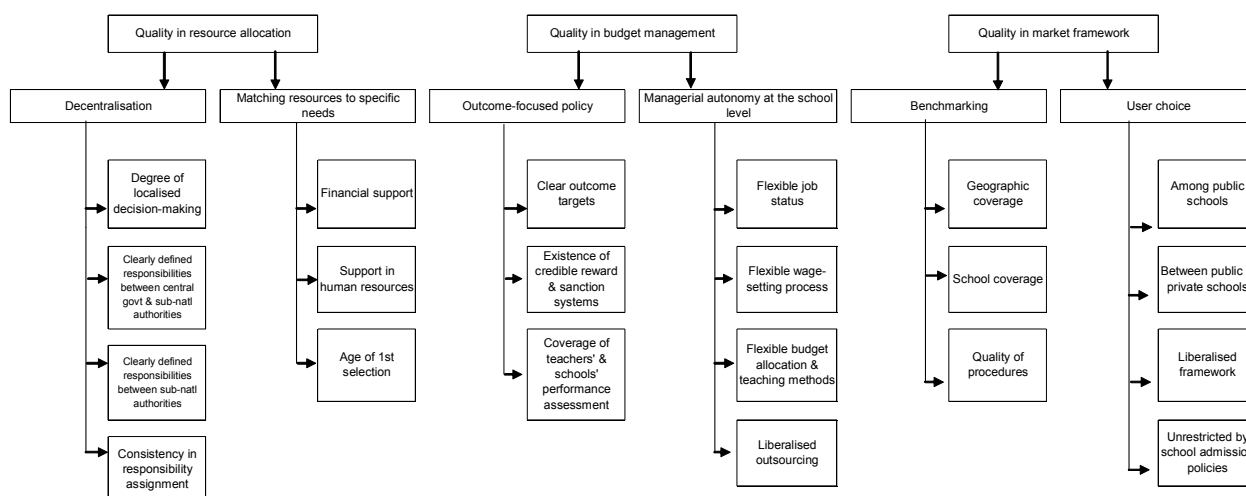 Quality in resource allocation
Quality in budget management
Quality in market framework
Decentralisation
Matching resources to specific
needs
Outcome-focused policy
Managerial autonomy at the school
level
Benchmarking
User choice
Degree of
localised
decision-making
Clearly defined
responsibilities
between central
govt & sub-natl
authorities
Clearly defined
responsibilities
between sub-natl
authorities
Consistency in
responsibility
assignment
Financial support
Support in
human resources
Age of 1st
selection
Clear outcome
targets
Existence of
credible reward
& sanction
systems
Coverage of
teachers' &
schools'
performance
assessment
Flexible job
status
Flexible wage-
setting process
Flexible budget
allocation &
teaching methods
Liberalised
outsourcing
Geographic
coverage
School coverage
Quality of
procedures
Among public
schools
Between public
private schools
Liberalised
framework
Unrestricted by
school admission
policies